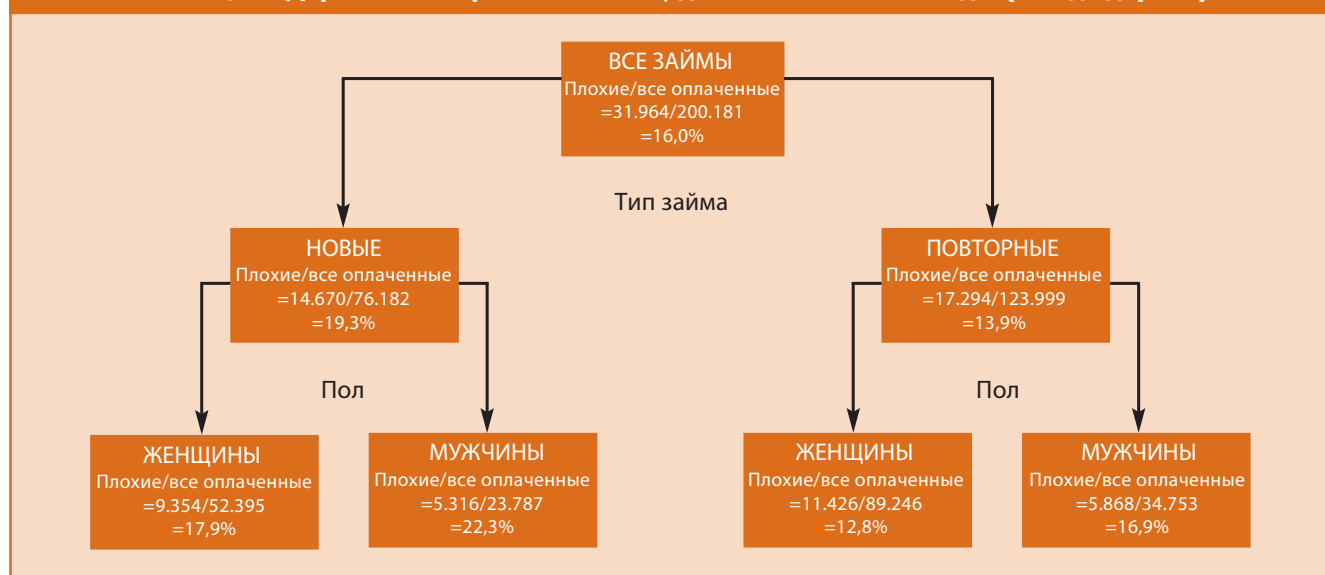 ВСЕ ЗАЙМЫ
Плохие/все оплаченные
=31.964/200.181
=16,0%
Тип займа
НОВЫЕ
Плохие/все оплаченные
=14.670/76.182
=19,3%
ПОВТОРНЫЕ
Плохие/все оплаченные
=17.294/123.999
=13,9%
Пол
Пол
ЖЕНЩИНЫ
Плохие/все оплаченные
=9.354/52.395
=17,9%
МУЖЧИНЫ
Плохие/все оплаченные
=5.316/23.787
=22,3%
ЖЕНЩИНЫ
Плохие/все оплаченные
=11.426/89.246
=12,8%
МУЖЧИНЫ
Плохие/все оплаченные
=5.868/34.753
=16,9%